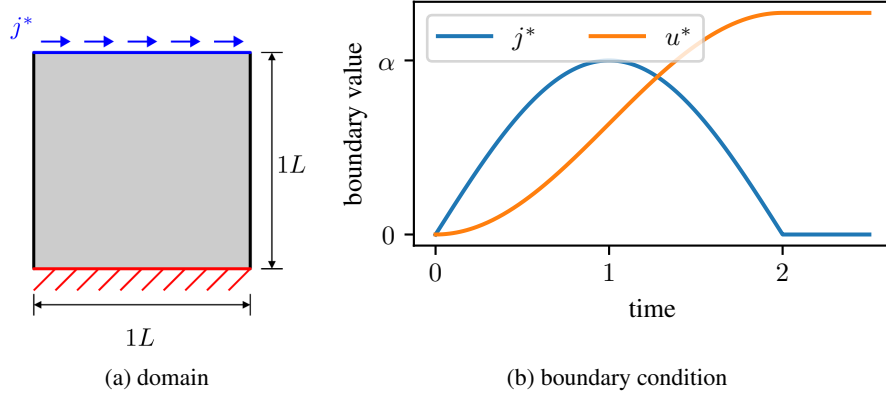 j*
1L
1L
(a) domain
j* u*
boundary value
α
0
0 1 2
time
(b) boundary condition